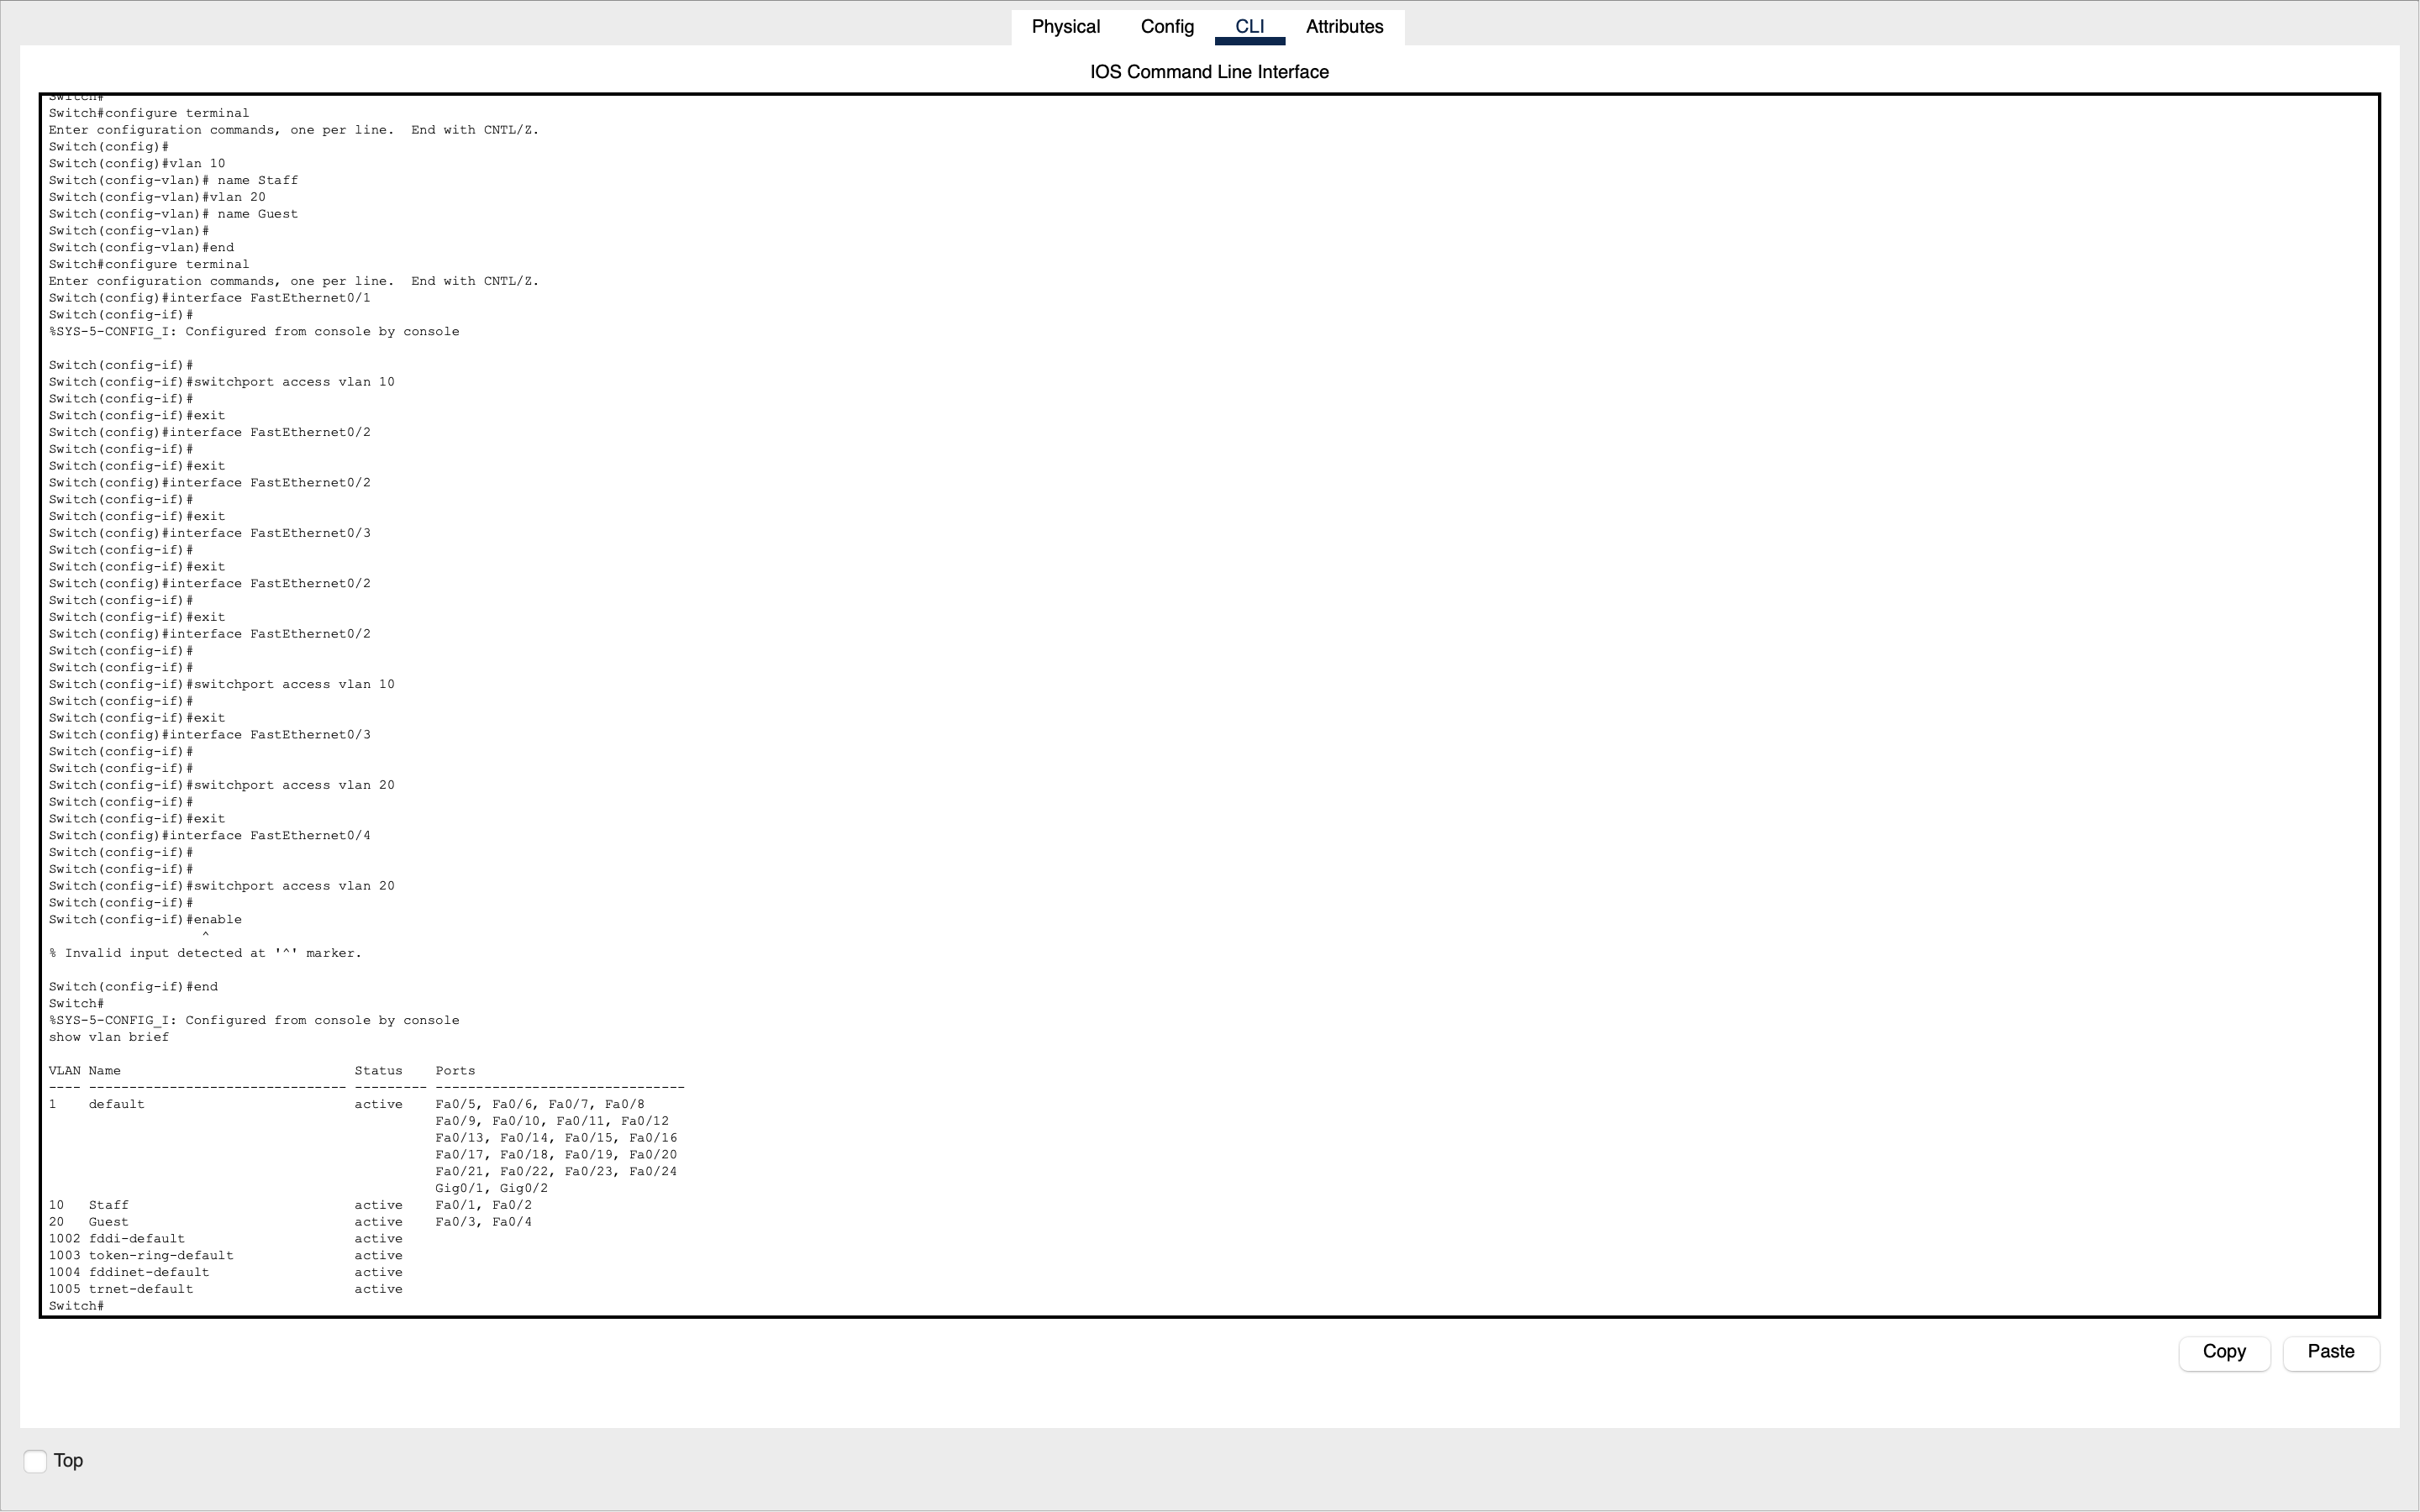 Physical Config CLI Attributes
IOS Command Line Interface
Switch#
Switch#configure terminal
Enter configuration commands, one per line.  End with CNTL/Z.
Switch(config)#
Switch(config)#vlan 10
Switch(config-vlan)# name Staff
Switch(config-vlan)#vlan 20
Switch(config-vlan)# name Guest
Switch(config-vlan)#
Switch(config-vlan)#end
Switch#configure terminal
Enter configuration commands, one per line.  End with CNTL/Z.
Switch(config)#interface FastEthernet0/1
Switch(config-if)#
%SYS-5-CONFIG_I: Configured from console by console
Switch(config-if)#
Switch(config-if)#switchport access vlan 10
Switch(config-if)#
Switch(config-if)#exit
Switch(config)#interface FastEthernet0/2
Switch(config-if)#
Switch(config-if)#exit
Switch(config)#interface FastEthernet0/2
Switch(config-if)#
Switch(config-if)#exit
Switch(config)#interface FastEthernet0/3
Switch(config-if)#
Switch(config-if)#exit
Switch(config)#interface FastEthernet0/2
Switch(config-if)#
Switch(config-if)#exit
Switch(config)#interface FastEthernet0/2
Switch(config-if)#
Switch(config-if)#
Switch(config-if)#switchport access vlan 10
Switch(config-if)#
Switch(config-if)#exit
Switch(config)#interface FastEthernet0/3
Switch(config-if)#
Switch(config-if)#
Switch(config-if)#switchport access vlan 20
Switch(config-if)#
Switch(config-if)#exit
Switch(config)#interface FastEthernet0/4
Switch(config-if)#
Switch(config-if)#
Switch(config-if)#switchport access vlan 20
Switch(config-if)#
Switch(config-if)#enable
^
% Invalid input detected at '^' marker.
Switch(config-if)#end
Switch#
%SYS-5-CONFIG_I: Configured from console by console
show vlan brief
VLAN Name                             Status    Ports
---- -------------------------------- --------- -------------------------------
1    default                          active    Fa0/5, Fa0/6, Fa0/7, Fa0/8
                                                Fa0/9, Fa0/10, Fa0/11, Fa0/12
                                                Fa0/13, Fa0/14, Fa0/15, Fa0/16
                                                Fa0/17, Fa0/18, Fa0/19, Fa0/20
                                                Fa0/21, Fa0/22, Fa0/23, Fa0/24
                                                Gig0/1, Gig0/2
10   Staff                            active    Fa0/1, Fa0/2
20   Guest                            active    Fa0/3, Fa0/4
1002 fddi-default                     active
1003 token-ring-default               active
1004 fddinet-default                  active
1005 trnet-default                    active
Switch#
Copy Paste
Top